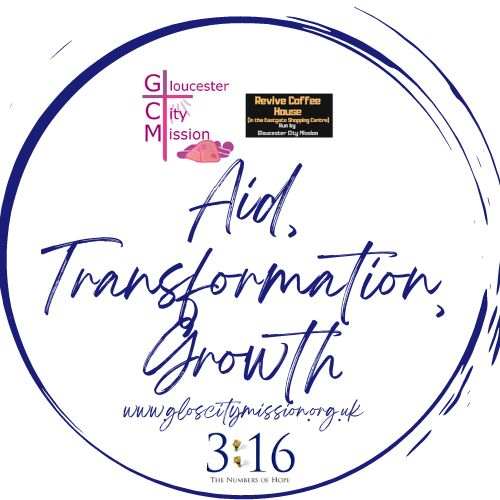 Gloucester
City
Mission
Revive Coffee
House
(In the Eastgate Shopping Centre)
Run by
Gloucester City Mission
Aid,
Transformation,
Growth
www.gloscitymission.org.uk
3:16
The Numbers of Hope